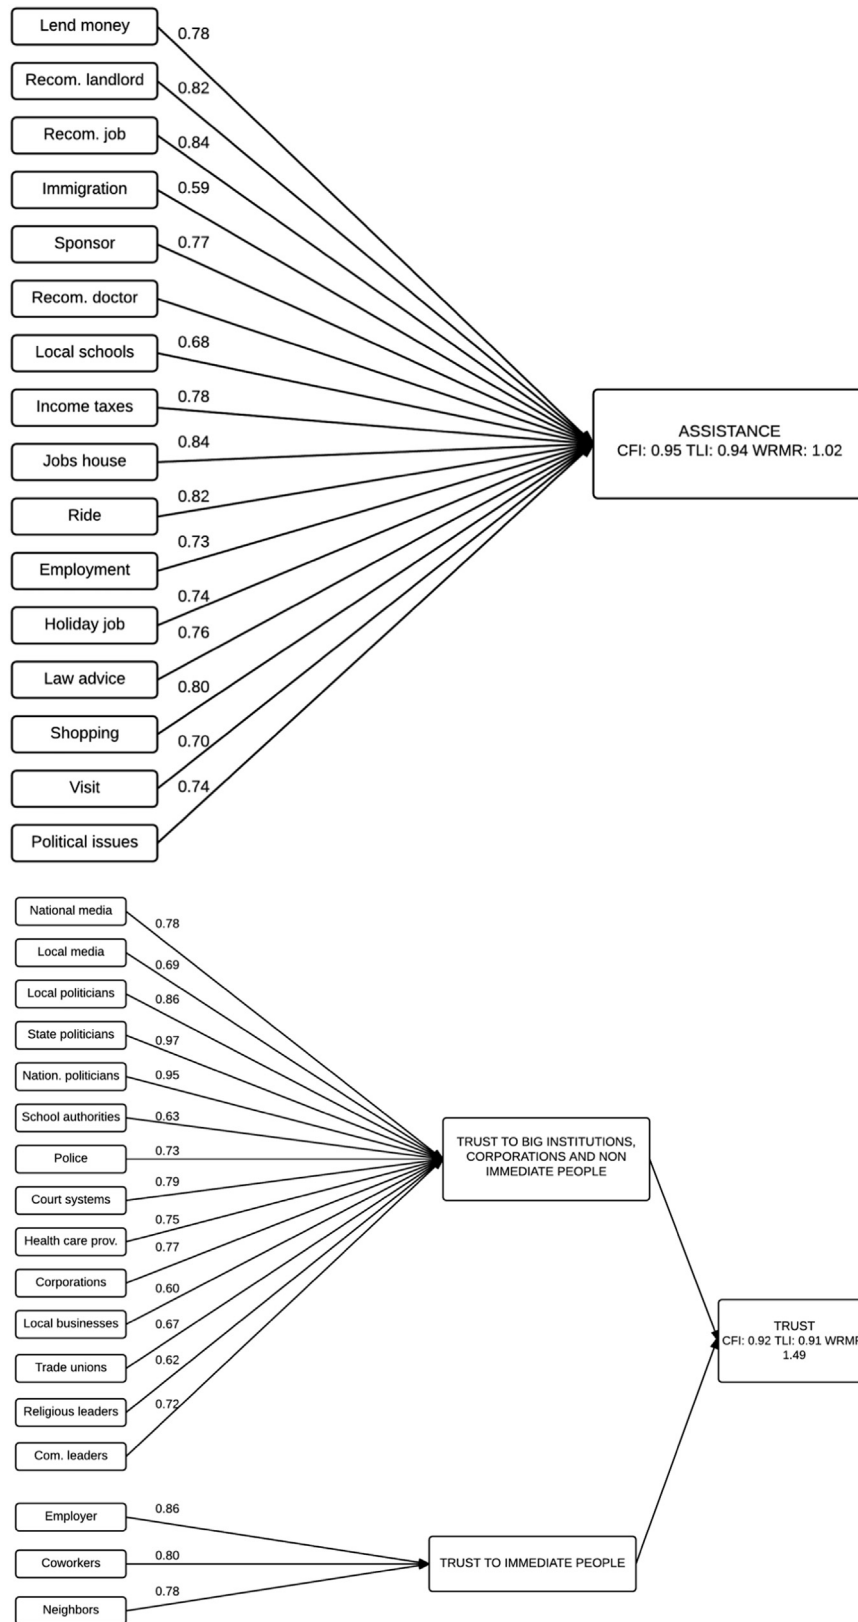 Lend money
0.78
Recom. landlord
0.82
Recom. job
0.84
Immigration
0.59
Sponsor
0.77
Recom. doctor
Local schools
0.68
Income taxes
0.78
Jobs house
0.84
Ride
0.82
Employment
0.73
Holiday job
0.74
0.76
Law advice
0.80
Shopping
0.70
Visit
0.74
Political issues
ASSISTANCE
CFI: 0.95 TLI: 0.94 WRMR: 1.02
National media
0.78
Local media
0.69
Local politicians
0.86
State politicians
0.97
Nation. politicians
0.95
School authorities
0.63
Police
0.73
Court systems
0.79
Health care prov.
0.75
0.77
Corporations
0.60
Local businesses
0.67
Trade unions
0.62
Religious leaders
0.72
Com. leaders
TRUST TO BIG INSTITUTIONS,
CORPORATIONS AND NON
IMMEDIATE PEOPLE
TRUST
CFI: 0.92 TLI: 0.91 WRMR
1.49
Employer
0.86
Coworkers
0.80
Neighbors
0.78
TRUST TO IMMEDIATE PEOPLE